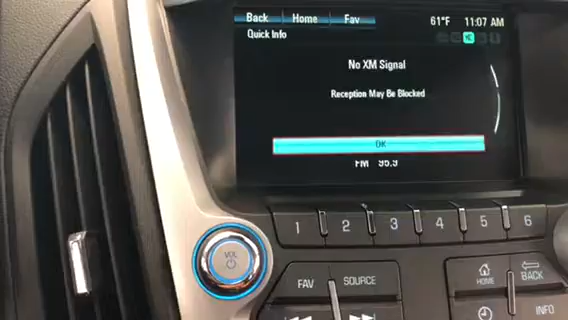 Back Home Fav 61°F 11:07 AM
Quick Info
No XM Signal
Reception May Be Blocked
OK
FM 95.9
1 2 3 4 5 6
VOL
FAV SOURCE
HOME BACK
INFO